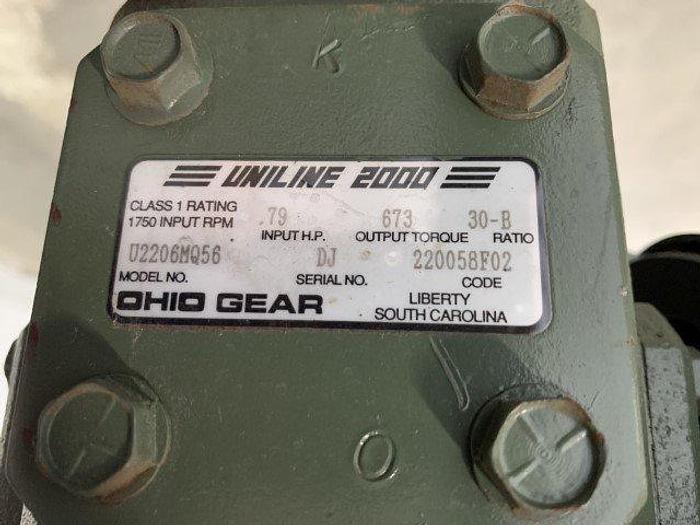 K
UNILINE 2000
CLASS 1 RATING
1750 INPUT RPM .79 673 30-B
INPUT H.P. OUTPUT TORQUE RATIO
U2206MQ56 DJ 220058F02
MODEL NO. SERIAL NO. CODE
OHIO GEAR LIBERTY
SOUTH CAROLINA
O